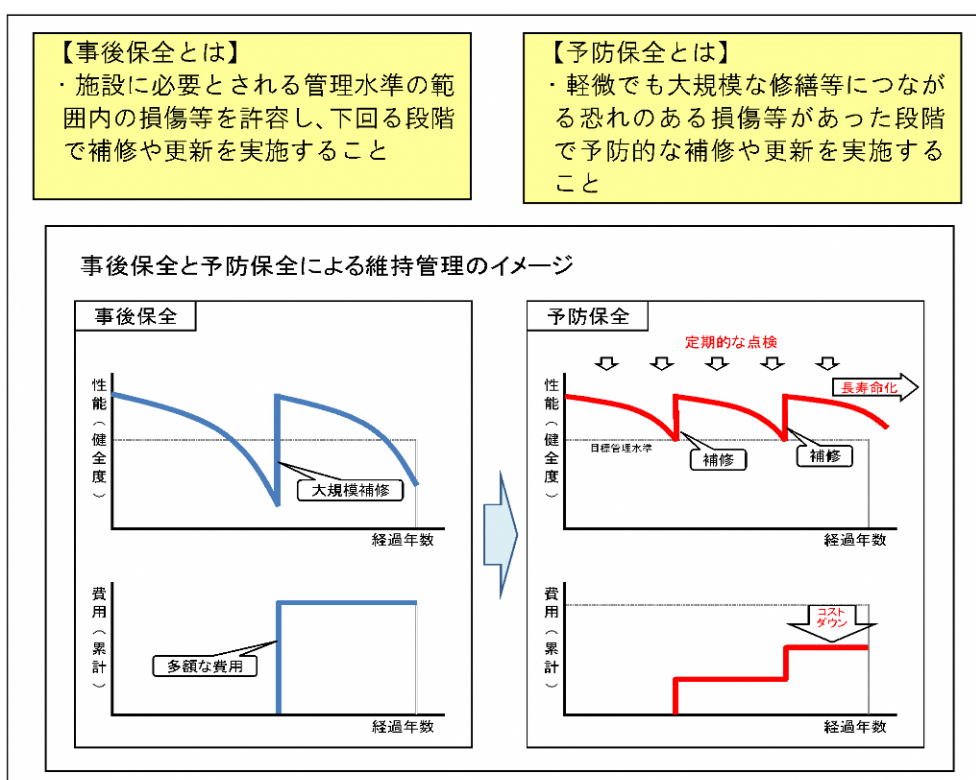 【事後保全とは】
・施設に必要とされる管理水準の範
囲内の損傷等を許容し、下回る段階
で補修や更新を実施すること
【予防保全とは】
・軽微でも大規模な修繕等につなが
る恐れのある損傷等があった段階
で予防的な補修や更新を実施する
こと
事後保全と予防保全による維持管理のイメージ
事後保全
性能(健全度)
大規模補修
経過年数
費用(累計)
多額な費用
経過年数
予防保全
定期的な点検
長寿命化
性能(健全度)
目標管理水準
補修
補修
経過年数
費用(累計)
コスト
ダウン
経過年数